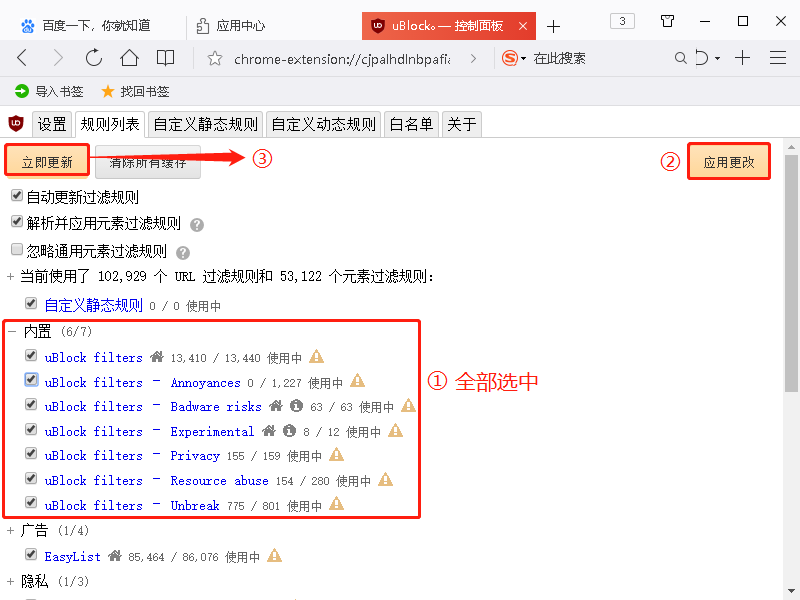 百度一下，你就知道
应用中心
uBlock₀ — 控制面板
3
chrome-extension://cjpalhdlnbpafia
在此搜索
导入书签
找回书签
设置
规则列表
自定义静态规则
自定义动态规则
白名单
关于
立即更新
清除所有缓存
③
②
应用更改
自动更新过滤规则
解析并应用元素过滤规则
忽略通用元素过滤规则
+ 当前使用了 102,929 个 URL 过滤规则和 53,122 个元素过滤规则：
自定义静态规则 0 / 0 使用中
− 内置 (6/7)
uBlock filters 13,410 / 13,440 使用中
uBlock filters – Annoyances 0 / 1,227 使用中
① 全部选中
uBlock filters – Badware risks 63 / 63 使用中
uBlock filters – Experimental 8 / 12 使用中
uBlock filters – Privacy 155 / 159 使用中
uBlock filters – Resource abuse 154 / 280 使用中
uBlock filters – Unbreak 775 / 801 使用中
+ 广告 (1/4)
EasyList 85,464 / 86,076 使用中
+ 隐私 (1/3)